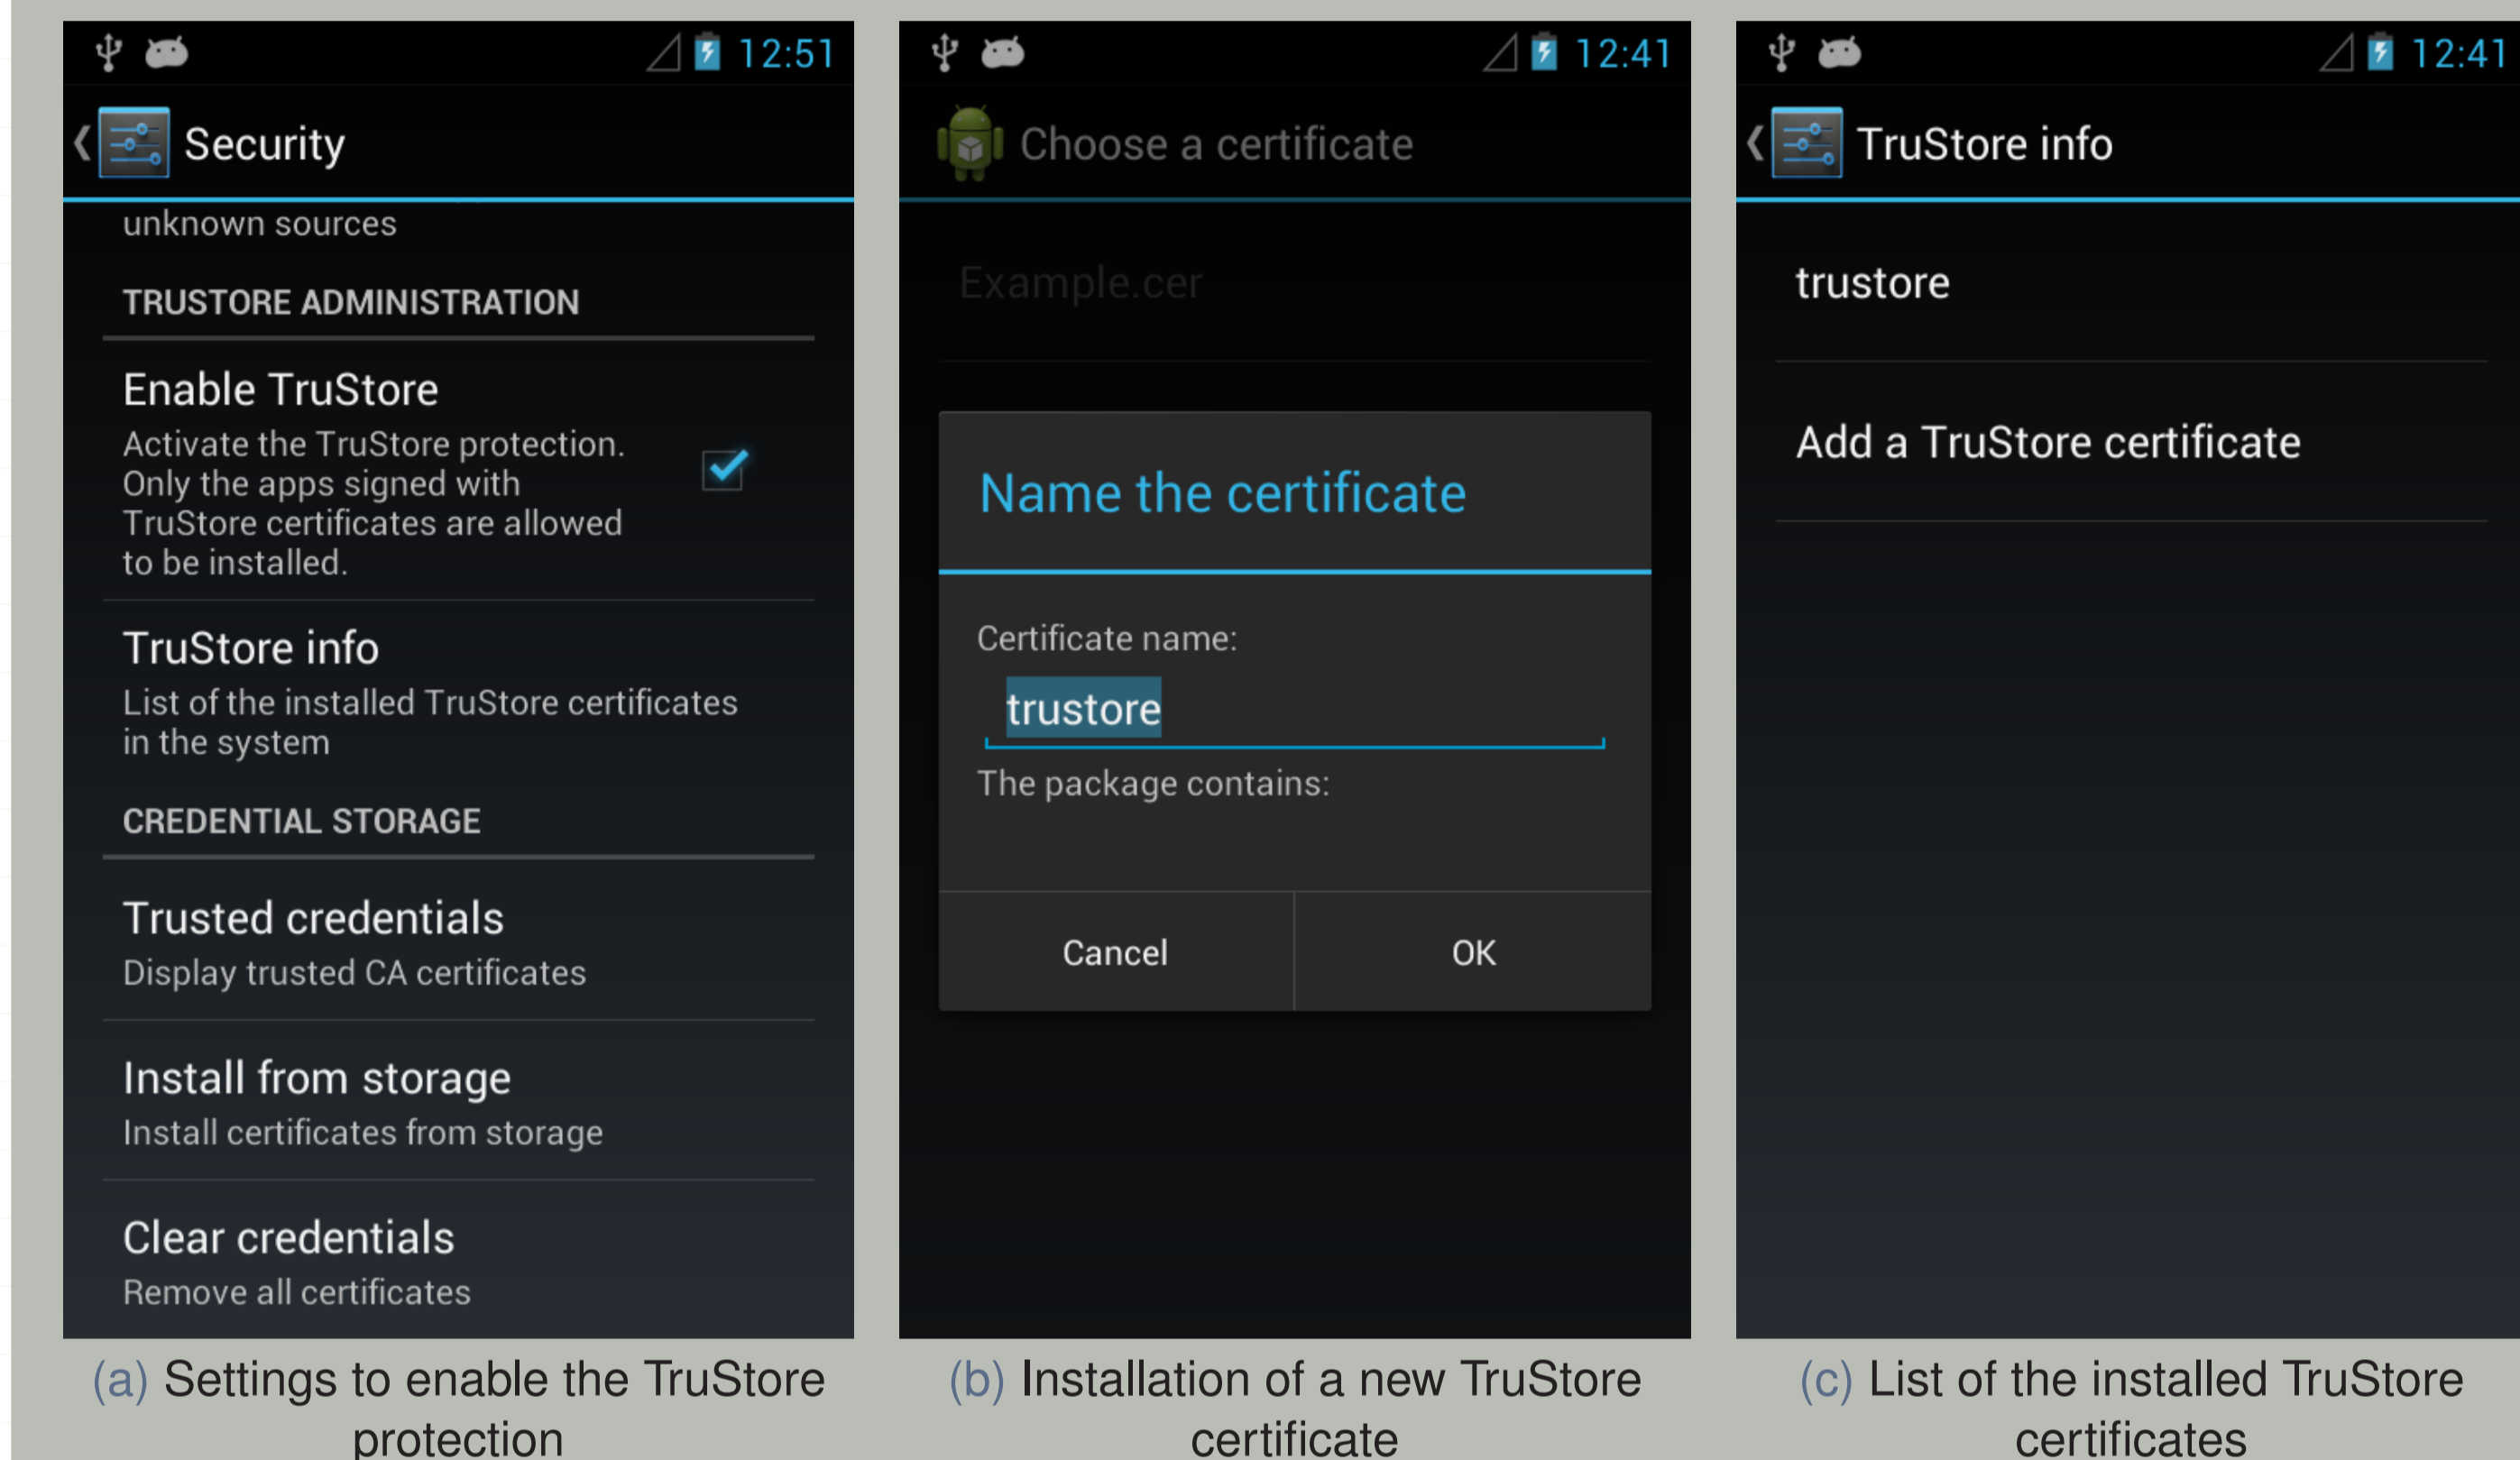 12:51
Security
unknown sources
TRUSTORE ADMINISTRATION
Enable TruStore
Activate the TruStore protection.
Only the apps signed with
TruStore certificates are allowed
to be installed.
TruStore info
List of the installed TruStore certificates
in the system
CREDENTIAL STORAGE
Trusted credentials
Display trusted CA certificates
Install from storage
Install certificates from storage
Clear credentials
Remove all certificates
(a) Settings to enable the TruStore
protection
12:41
Choose a certificate
Example.cer
Name the certificate
Certificate name:
trustore
The package contains:
Cancel
OK
(b) Installation of a new TruStore
certificate
12:41
TruStore info
trustore
Add a TruStore certificate
(c) List of the installed TruStore
certificates